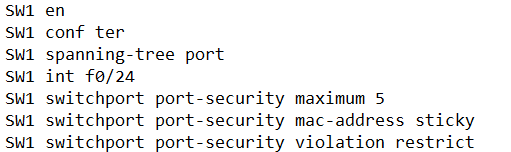 SW1 en
SW1 conf ter
SW1 spanning-tree port
SW1 int f0/24
SW1 switchport port-security maximum 5
SW1 switchport port-security mac-address sticky
SW1 switchport port-security violation restrict